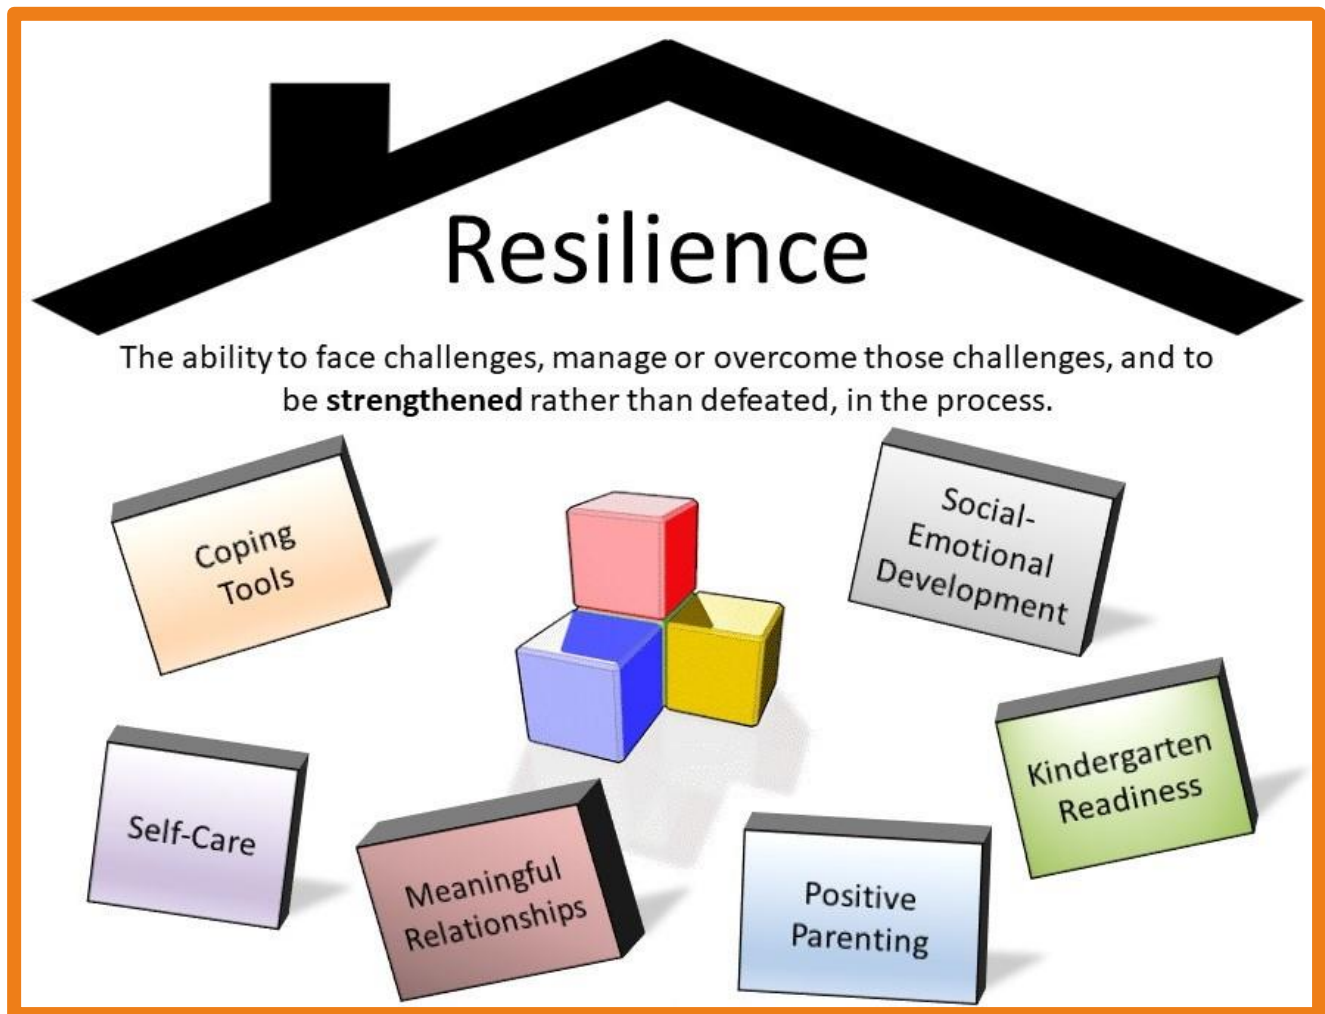 Resilience
The ability to face challenges, manage or overcome those challenges, and to
be strengthened rather than defeated, in the process.
Coping
Tools
Social-
Emotional
Development
Self-Care
Meaningful
Relationships
Positive
Parenting
Kindergarten
Readiness